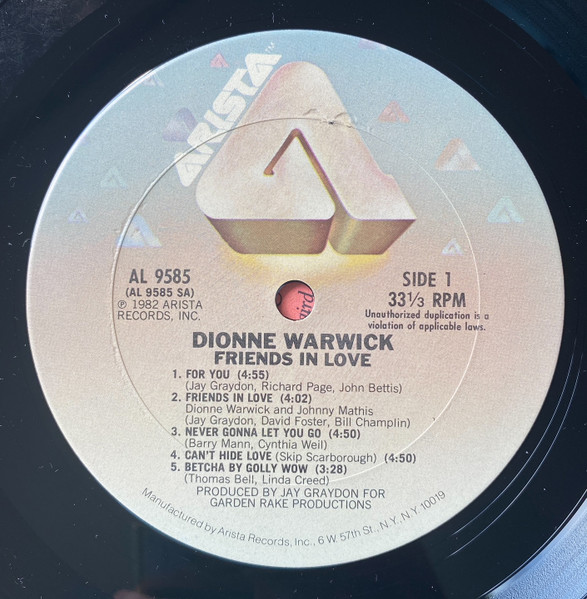 ARISTA™
AL 9585
(AL 9585 SA)
℗ 1982 ARISTA
RECORDS, INC.
SIDE 1
33⅓ RPM
Unauthorized duplication is a
violation of applicable laws.
aird
DIONNE WARWICK
FRIENDS IN LOVE
1. FOR YOU (4:55)
(Jay Graydon, Richard Page, John Bettis)
2. FRIENDS IN LOVE (4:02)
Dionne Warwick and Johnny Mathis
(Jay Graydon, David Foster, Bill Champlin)
3. NEVER GONNA LET YOU GO (4:50)
(Barry Mann, Cynthia Weil)
4. CAN'T HIDE LOVE (Skip Scarborough) (4:50)
5. BETCHA BY GOLLY WOW (3:28)
(Thomas Bell, Linda Creed)
PRODUCED BY JAY GRAYDON FOR
GARDEN RAKE PRODUCTIONS
Manufactured by Arista Records, Inc., 6 W. 57th St., N.Y. N.Y. 10019